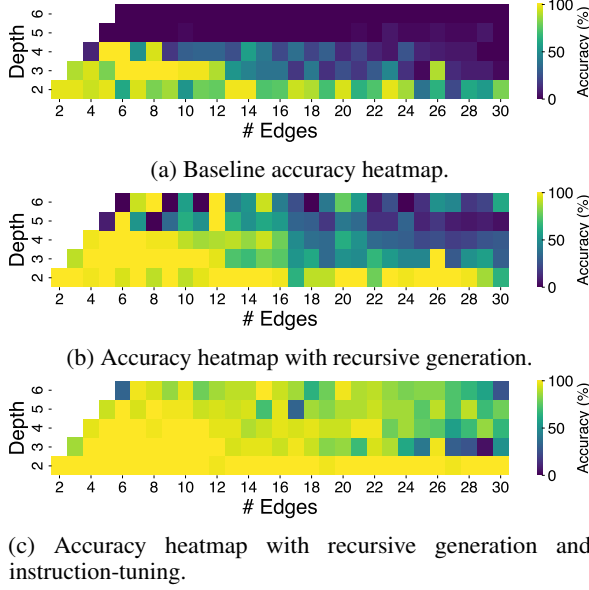 100
50
0
Accuracy (%)
Depth
6
5
4
3
2
2 4 6 8 10 12 14 16 18 20 22 24 26 28 30
# Edges
(a) Baseline accuracy heatmap.
100
50
0
Accuracy (%)
Depth
6
5
4
3
2
2 4 6 8 10 12 14 16 18 20 22 24 26 28 30
# Edges
(b) Accuracy heatmap with recursive generation.
100
50
0
Accuracy (%)
Depth
6
5
4
3
2
2 4 6 8 10 12 14 16 18 20 22 24 26 28 30
# Edges
(c) Accuracy heatmap with recursive generation and
instruction-tuning.